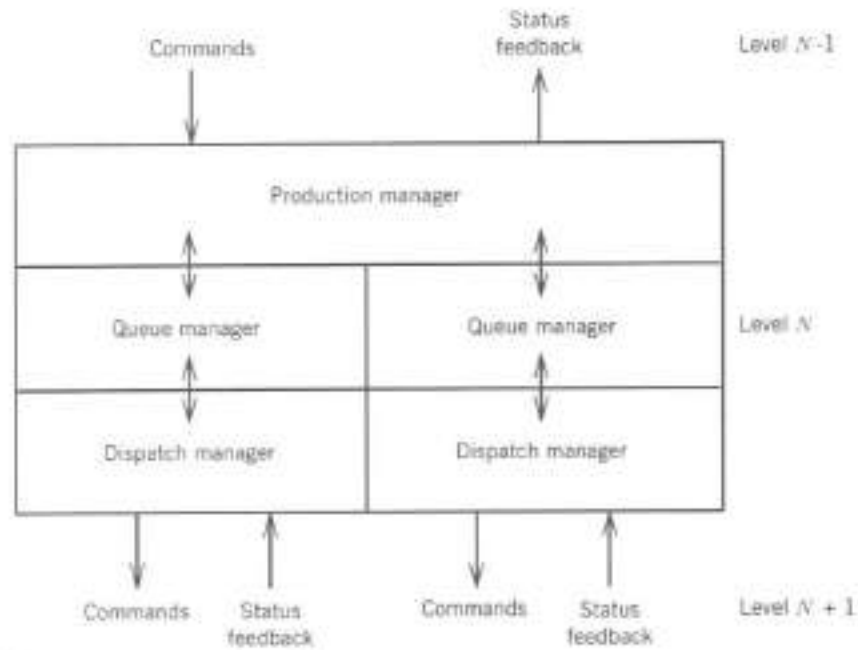 Commands
Status
feedback
Level N-1
Production manager
Queue manager
Queue manager
Level N
Dispatch manager
Dispatch manager
Commands
Status
feedback
Commands
Status
feedback
Level N + 1